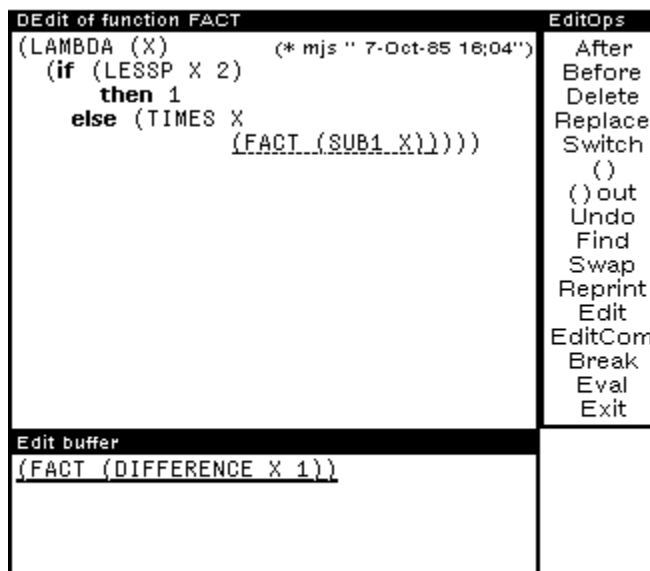 DEdit of function FACT
(LAMBDA (X) (* mjs " 7-Oct-85 16;04")
(if (LESSP X 2)
then 1
else (TIMES X
(FACT (SUB1 X)))))
EditOps
After
Before
Delete
Replace
Switch
()
() out
Undo
Find
Swap
Reprint
Edit
EditCom
Break
Eval
Exit
Edit buffer
(FACT (DIFFERENCE X 1))